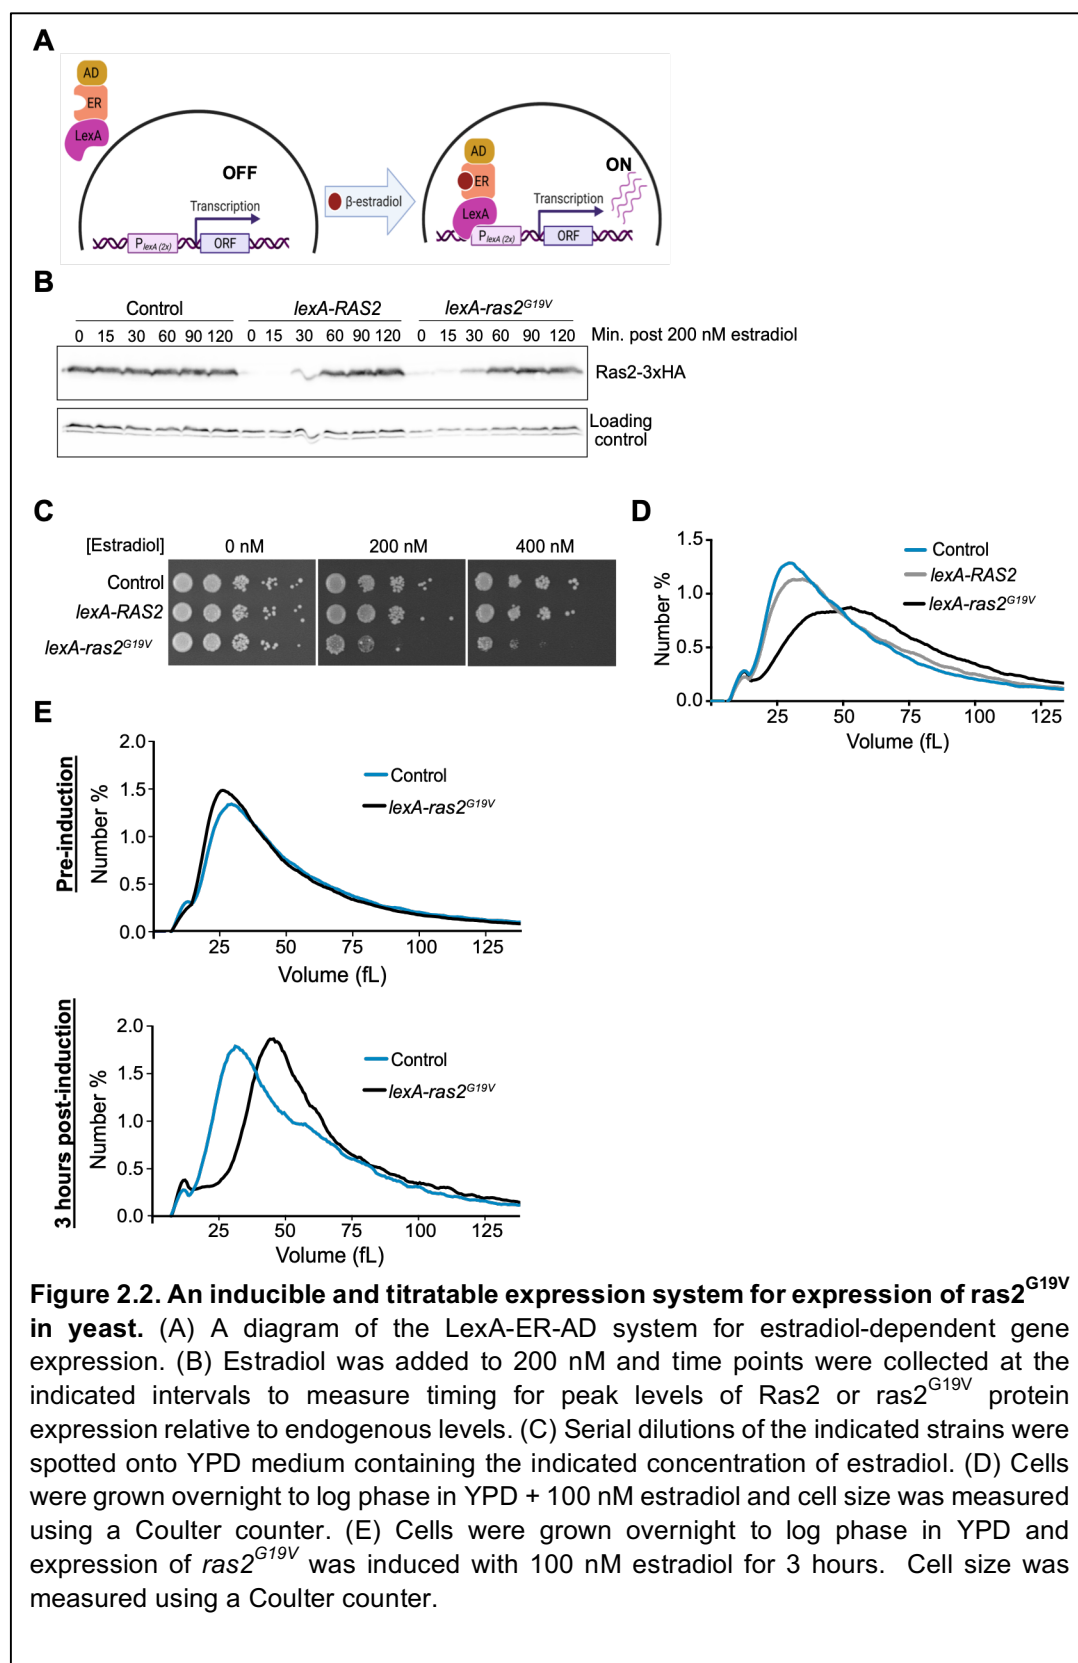 A
AD
ER
LexA
OFF
Transcription
PlexA (2x)
ORF
β-estradiol
AD
ER
LexA
ON
Transcription
PlexA (2x)
ORF
B
Control
lexA-RAS2
lexA-ras2G19V
0 15 30 60 90 120 0 15 30 60 90 120 0 15 30 60 90 120 Min. post 200 nM estradiol
Ras2-3xHA
Loading
control
C
[Estradiol] 0 nM 200 nM 400 nM
Control
lexA-RAS2
lexA-ras2G19V
D
1.5
1.0
0.5
0.0
Number %
25 50 75 100 125
Volume (fL)
Control
lexA-RAS2
lexA-ras2G19V
E
Pre-induction
Number %
2.0
1.5
1.0
0.5
0.0
25 50 75 100 125
Volume (fL)
Control
lexA-ras2G19V
3 hours post-induction
Number %
2.0
1.5
1.0
0.5
0.0
25 50 75 100 125
Volume (fL)
Control
lexA-ras2G19V
Figure 2.2. An inducible and titratable expression system for expression of ras2G19V
in yeast. (A) A diagram of the LexA-ER-AD system for estradiol-dependent gene
expression. (B) Estradiol was added to 200 nM and time points were collected at the
indicated intervals to measure timing for peak levels of Ras2 or ras2G19V protein
expression relative to endogenous levels. (C) Serial dilutions of the indicated strains were
spotted onto YPD medium containing the indicated concentration of estradiol. (D) Cells
were grown overnight to log phase in YPD + 100 nM estradiol and cell size was measured
using a Coulter counter. (E) Cells were grown overnight to log phase in YPD and
expression of ras2G19V was induced with 100 nM estradiol for 3 hours. Cell size was
measured using a Coulter counter.